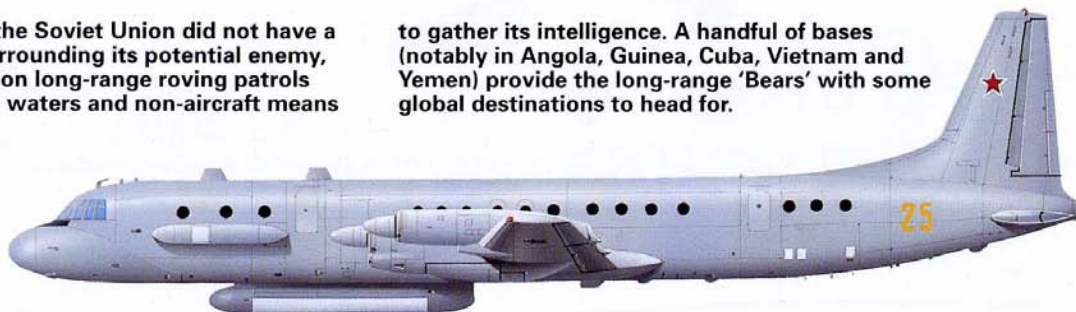 the Soviet Union did not have a
rrounding its potential enemy,
on long-range roving patrols
waters and non-aircraft means
to gather its intelligence. A handful of bases
(notably in Angola, Guinea, Cuba, Vietnam and
Yemen) provide the long-range ‘Bears’ with some
global destinations to head for.
25